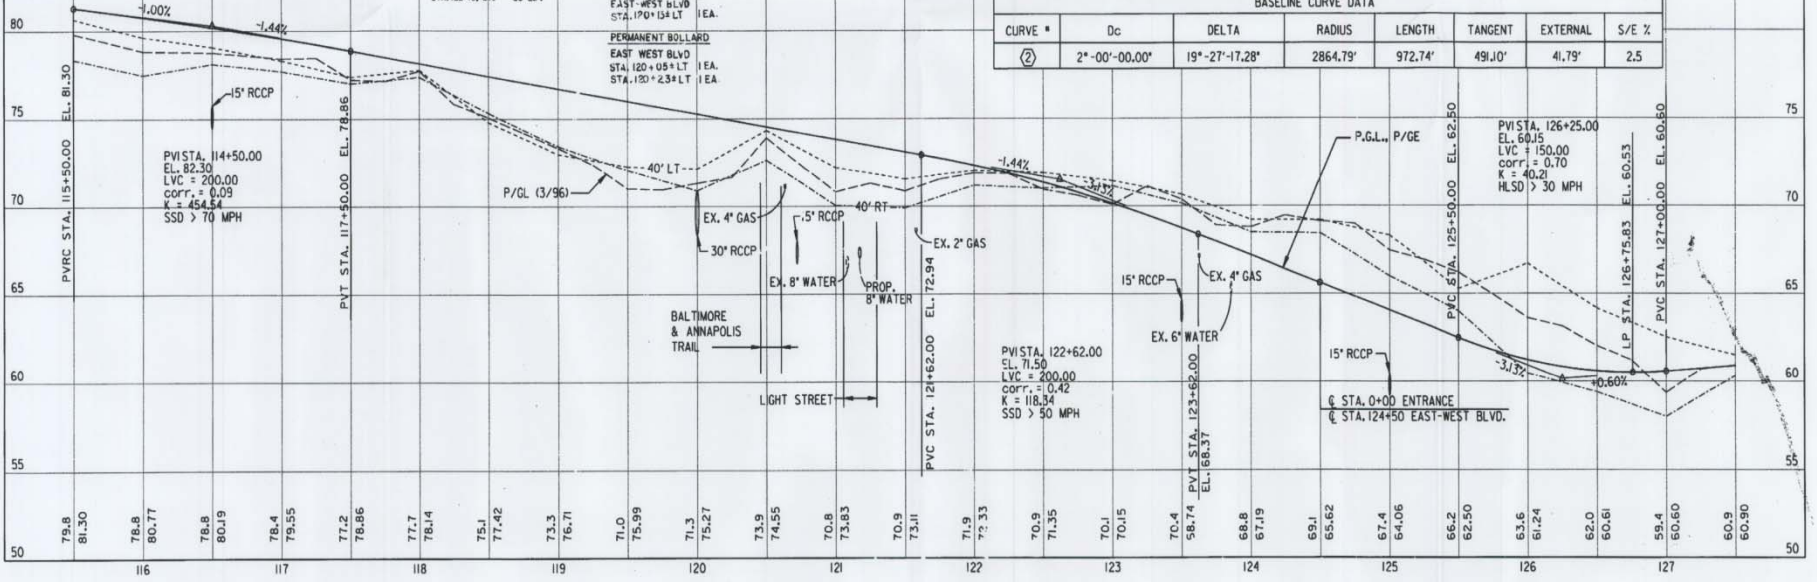 EAST-WEST BLVD
STA. 120+15± LT 1 EA.
PERMANENT BOLLARD
EAST WEST BLVD
STA. 120+05± LT 1 EA.
STA. 120+23± LT 1 EA.
BASELINE CURVE DATA
CURVE # Dc DELTA RADIUS LENGTH TANGENT EXTERNAL S/E %
2 2°-00'-00.00" 19°-27'-17.28" 2864.79' 972.74' 491.10' 41.79' 2.5
80
75
70
65
60
55
50
75
70
65
60
55
50
-1.00%
-1.44%
PVRC STA. 115+50.00 EL. 81.30
15" RCCP
PVI STA. 114+50.00
EL. 82.30
LVC = 200.00
corr. = 0.09
K = 454.54
SSD > 70 MPH
PVT STA. 117+50.00 EL. 78.86
P/GL (3/96)
40' LT
30" RCCP
EX. 4" GAS
BALTIMORE
& ANNAPOLIS
TRAIL
.5" RCCP
EX. 8" WATER
40' RT
PROP.
8" WATER
LIGHT STREET
EX. 2" GAS
PVC STA. 121+62.00 EL. 72.94
-1.44%
-3.13%
PVI STA. 122+62.00
EL. 71.50
LVC = 200.00
corr. = 0.42
K = 118.34
SSD > 50 MPH
15" RCCP
EX. 6" WATER
EX. 4" GAS
PVT STA. 123+62.00
EL. 68.37
P.G.L., P/GE
15" RCCP
℄ STA. 0+00 ENTRANCE
℄ STA. 124+50 EAST-WEST BLVD.
PVC STA. 125+50.00 EL. 62.50
PVI STA. 126+25.00
EL. 60.15
LVC = 150.00
corr. = 0.70
K = 40.21
HLSD > 30 MPH
-3.13%
+0.60%
LP STA. 126+75.83 EL. 60.53
PVC STA. 127+00.00 EL. 60.60
79.8 81.30
78.8 80.77
78.8 80.19
78.4 79.55
77.2 78.86
77.7 78.14
75.1 77.42
73.3 76.71
71.0 75.99
71.3 75.27
73.9 74.55
70.8 73.83
70.9 73.11
71.9 .33
70.9 71.35
70.1 70.15
70.4 58.74
68.8 67.19
69.1 65.62
67.4 64.06
66.2 62.50
63.6 61.24
62.0 60.61
59.4 60.60
60.9 60.90
116 117 118 119 120 121 122 123 124 125 126 127